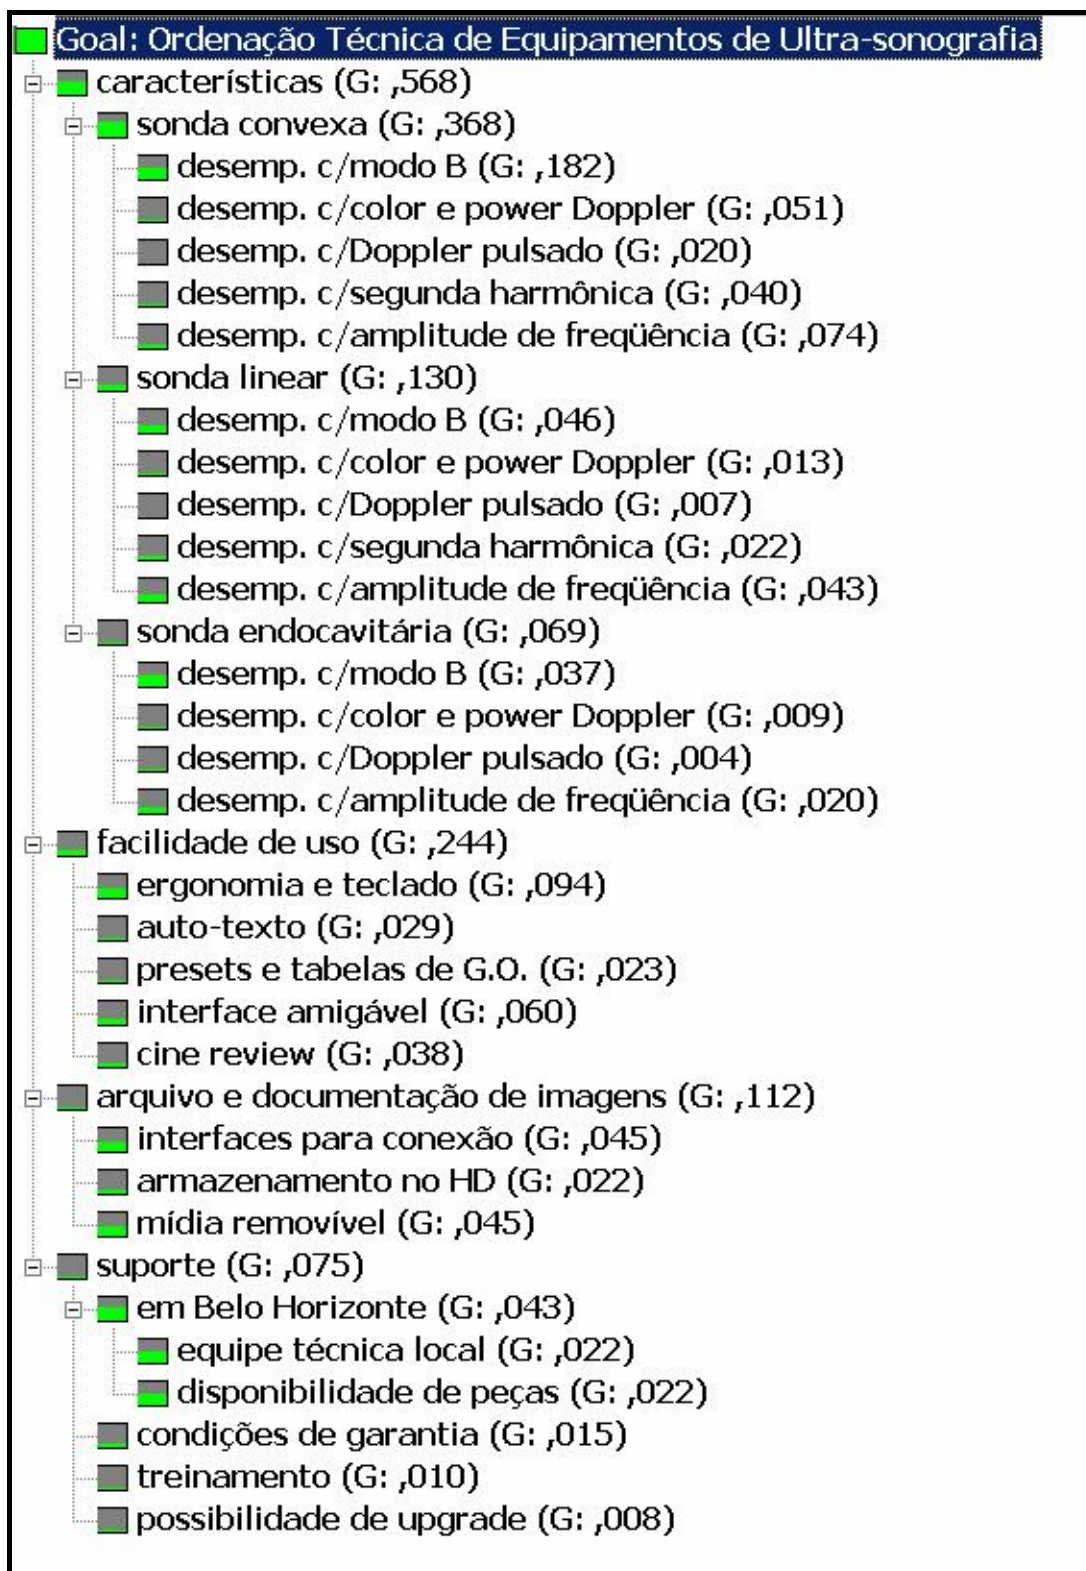 Goal: Ordenação Técnica de Equipamentos de Ultra-sonografia
características (G: ,568)
sonda convexa (G: ,368)
desemp. c/modo B (G: ,182)
desemp. c/color e power Doppler (G: ,051)
desemp. c/Doppler pulsado (G: ,020)
desemp. c/segunda harmônica (G: ,040)
desemp. c/amplitude de freqüência (G: ,074)
sonda linear (G: ,130)
desemp. c/modo B (G: ,046)
desemp. c/color e power Doppler (G: ,013)
desemp. c/Doppler pulsado (G: ,007)
desemp. c/segunda harmônica (G: ,022)
desemp. c/amplitude de freqüência (G: ,043)
sonda endocavitária (G: ,069)
desemp. c/modo B (G: ,037)
desemp. c/color e power Doppler (G: ,009)
desemp. c/Doppler pulsado (G: ,004)
desemp. c/amplitude de freqüência (G: ,020)
facilidade de uso (G: ,244)
ergonomia e teclado (G: ,094)
auto-texto (G: ,029)
presets e tabelas de G.O. (G: ,023)
interface amigável (G: ,060)
cine review (G: ,038)
arquivo e documentação de imagens (G: ,112)
interfaces para conexão (G: ,045)
armazenamento no HD (G: ,022)
mídia removível (G: ,045)
suporte (G: ,075)
em Belo Horizonte (G: ,043)
equipe técnica local (G: ,022)
disponibilidade de peças (G: ,022)
condições de garantia (G: ,015)
treinamento (G: ,010)
possibilidade de upgrade (G: ,008)